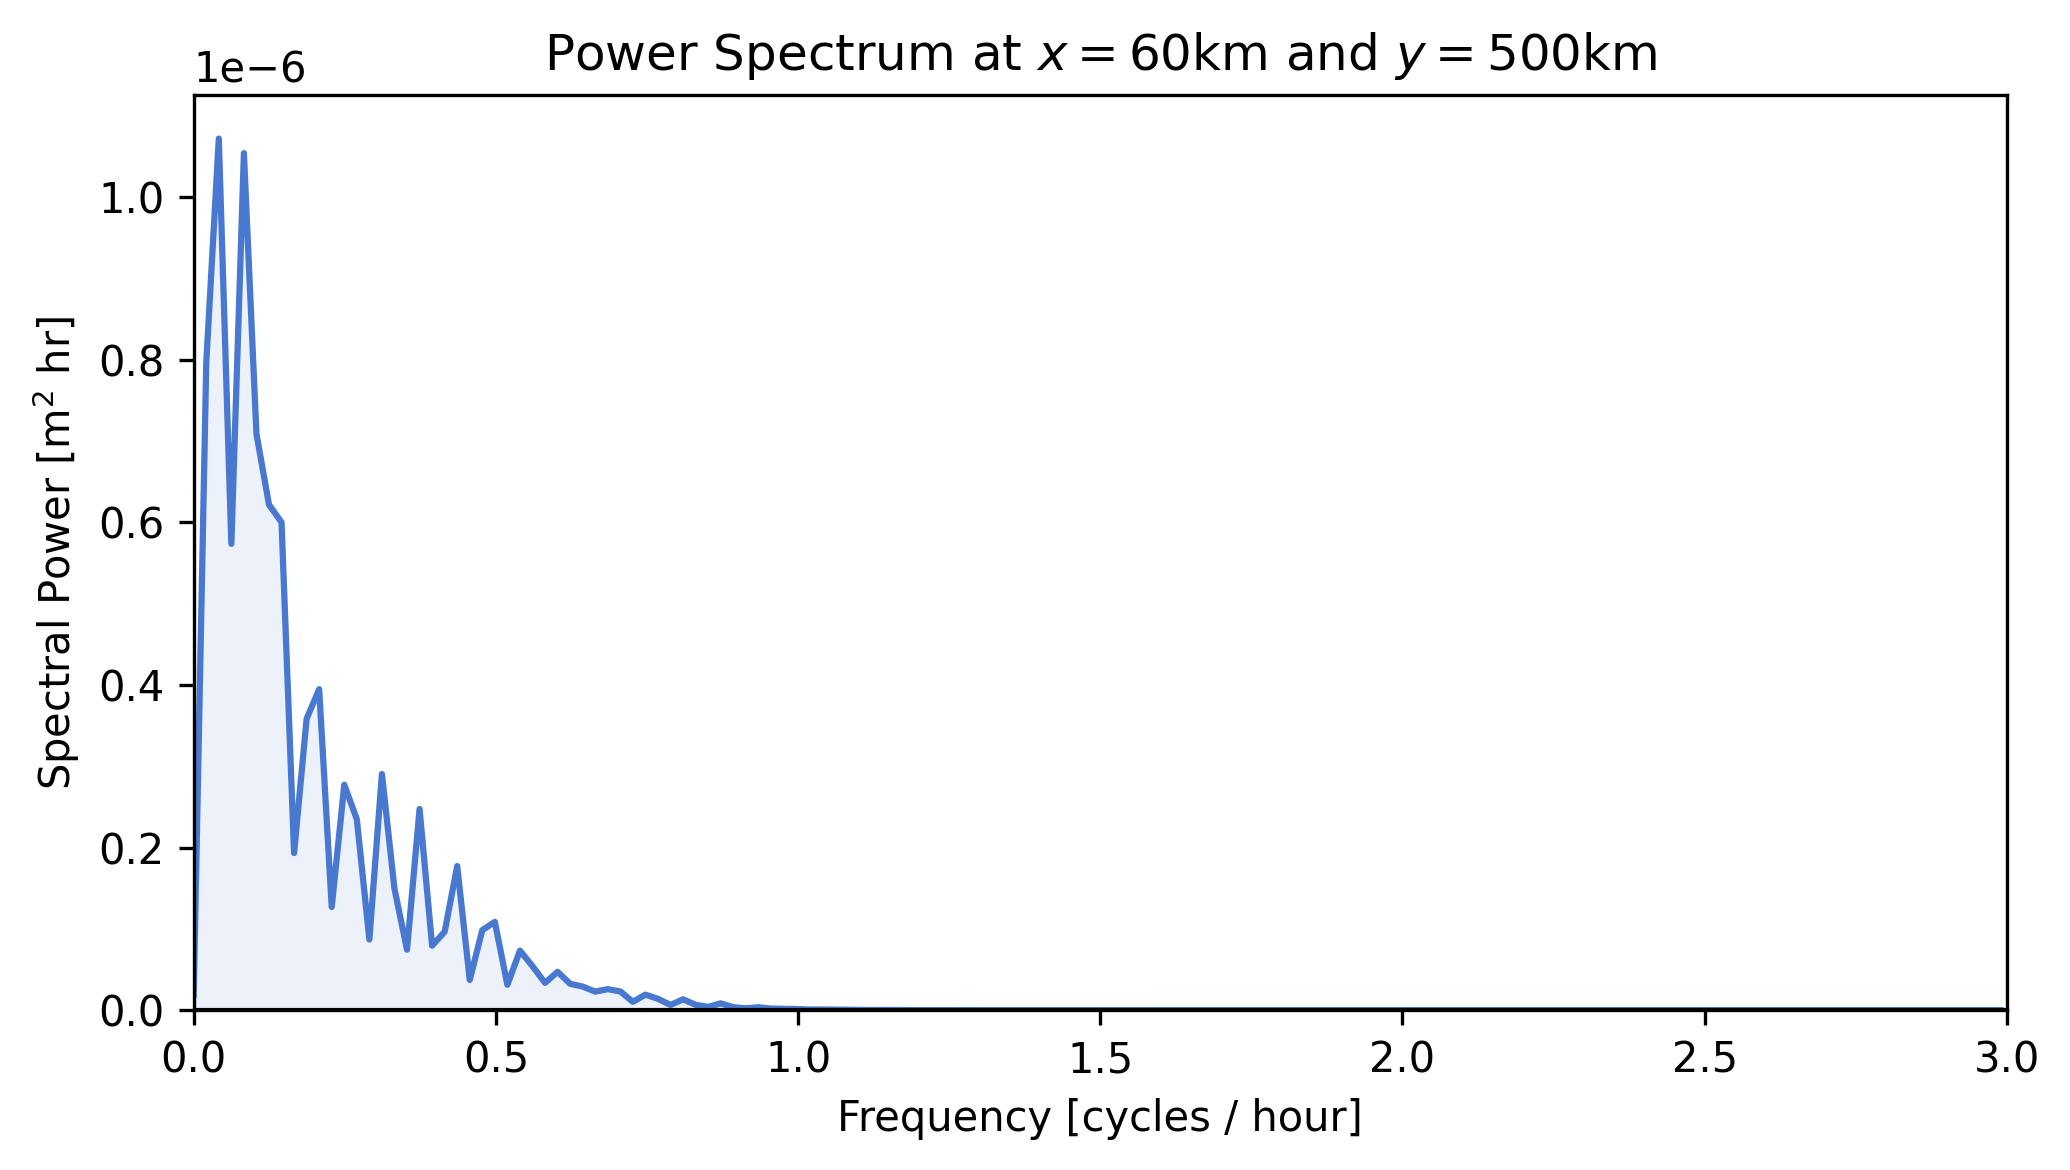 Power Spectrum at x = 60km and y = 500km
1e−6
1.0
0.8
0.6
0.4
0.2
0.0
Spectral Power [m² hr]
0.0 0.5 1.0 1.5 2.0 2.5 3.0
Frequency [cycles / hour]